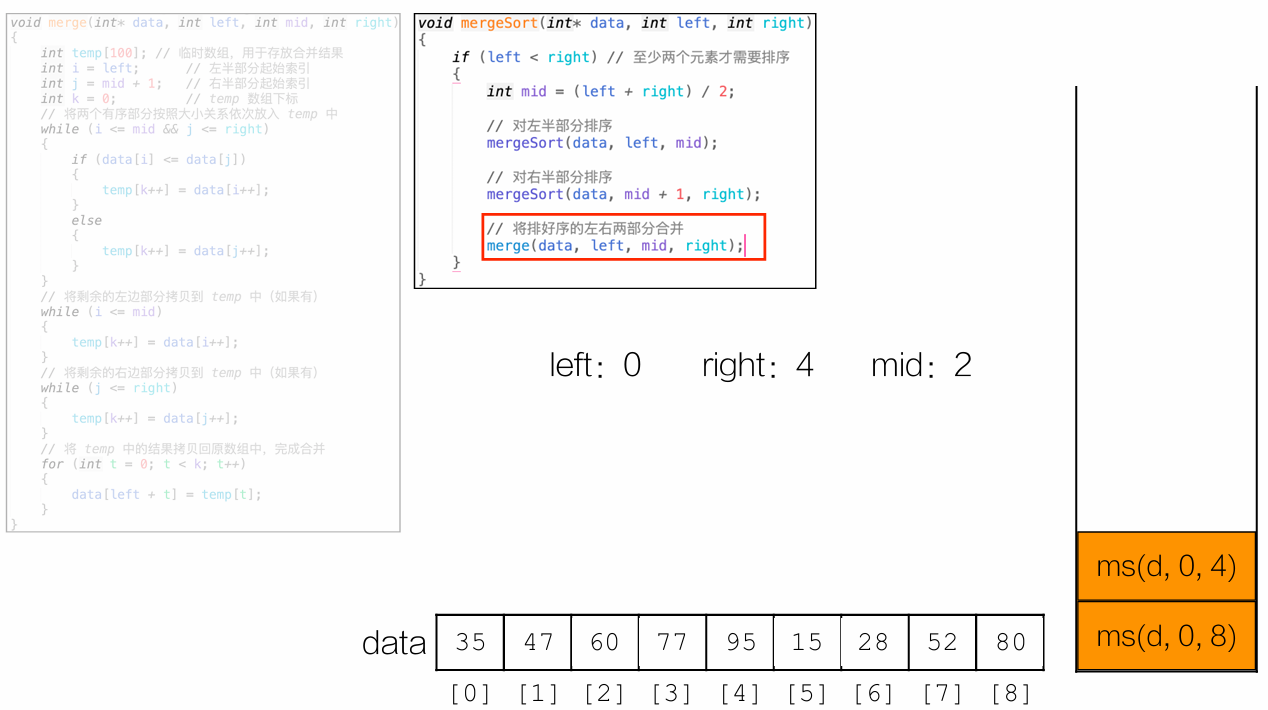 void merge(int* data, int left, int mid, int right)
{
int temp[100]; // 临时数组，用于存放合并结果
int i = left; // 左半部分起始索引
int j = mid + 1; // 右半部分起始索引
int k = 0; // temp 数组下标
// 将两个有序部分按照大小关系依次放入 temp 中
while (i <= mid && j <= right)
{
if (data[i] <= data[j])
{
temp[k++] = data[i++];
}
else
{
temp[k++] = data[j++];
}
}
// 将剩余的左边部分拷贝到 temp 中（如果有）
while (i <= mid)
{
temp[k++] = data[i++];
}
// 将剩余的右边部分拷贝到 temp 中（如果有）
while (j <= right)
{
temp[k++] = data[j++];
}
// 将 temp 中的结果拷贝回原数组中，完成合并
for (int t = 0; t < k; t++)
{
data[left + t] = temp[t];
}
}
void mergeSort(int* data, int left, int right)
{
if (left < right) // 至少两个元素才需要排序
{
int mid = (left + right) / 2;
// 对左半部分排序
mergeSort(data, left, mid);
// 对右半部分排序
mergeSort(data, mid + 1, right);
// 将排好序的左右两部分合并
merge(data, left, mid, right);
}
}
left：0 right：4 mid：2
ms(d, 0, 4)
ms(d, 0, 8)
data 35 47 60 77 95 15 28 52 80
[0] [1] [2] [3] [4] [5] [6] [7] [8]